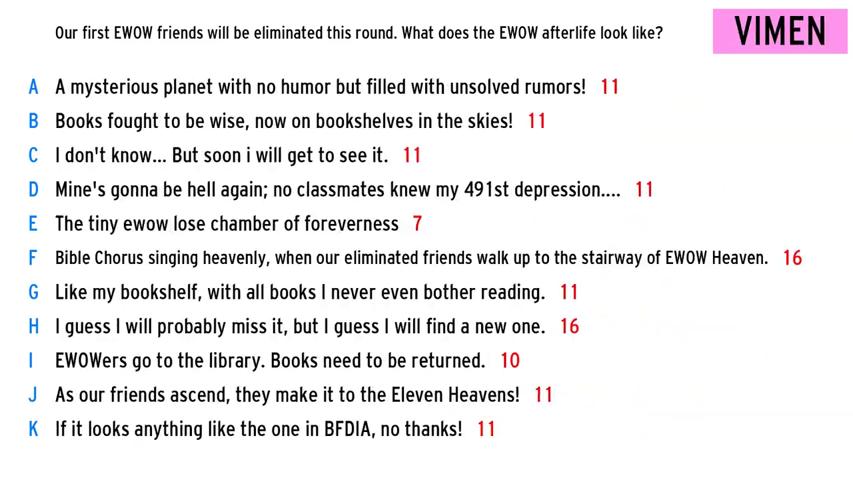 Our first EWOW friends will be eliminated this round. What does the EWOW afterlife look like?
VIMEN
A A mysterious planet with no humor but filled with unsolved rumors! 11
B Books fought to be wise, now on bookshelves in the skies! 11
C I don't know... But soon i will get to see it. 11
D Mine's gonna be hell again; no classmates knew my 491st depression.... 11
E The tiny ewow lose chamber of foreverness 7
F Bible Chorus singing heavenly, when our eliminated friends walk up to the stairway of EWOW Heaven. 16
G Like my bookshelf, with all books I never even bother reading. 11
H I guess I will probably miss it, but I guess I will find a new one. 16
I EWOWers go to the library. Books need to be returned. 10
J As our friends ascend, they make it to the Eleven Heavens! 11
K If it looks anything like the one in BFDIA, no thanks! 11